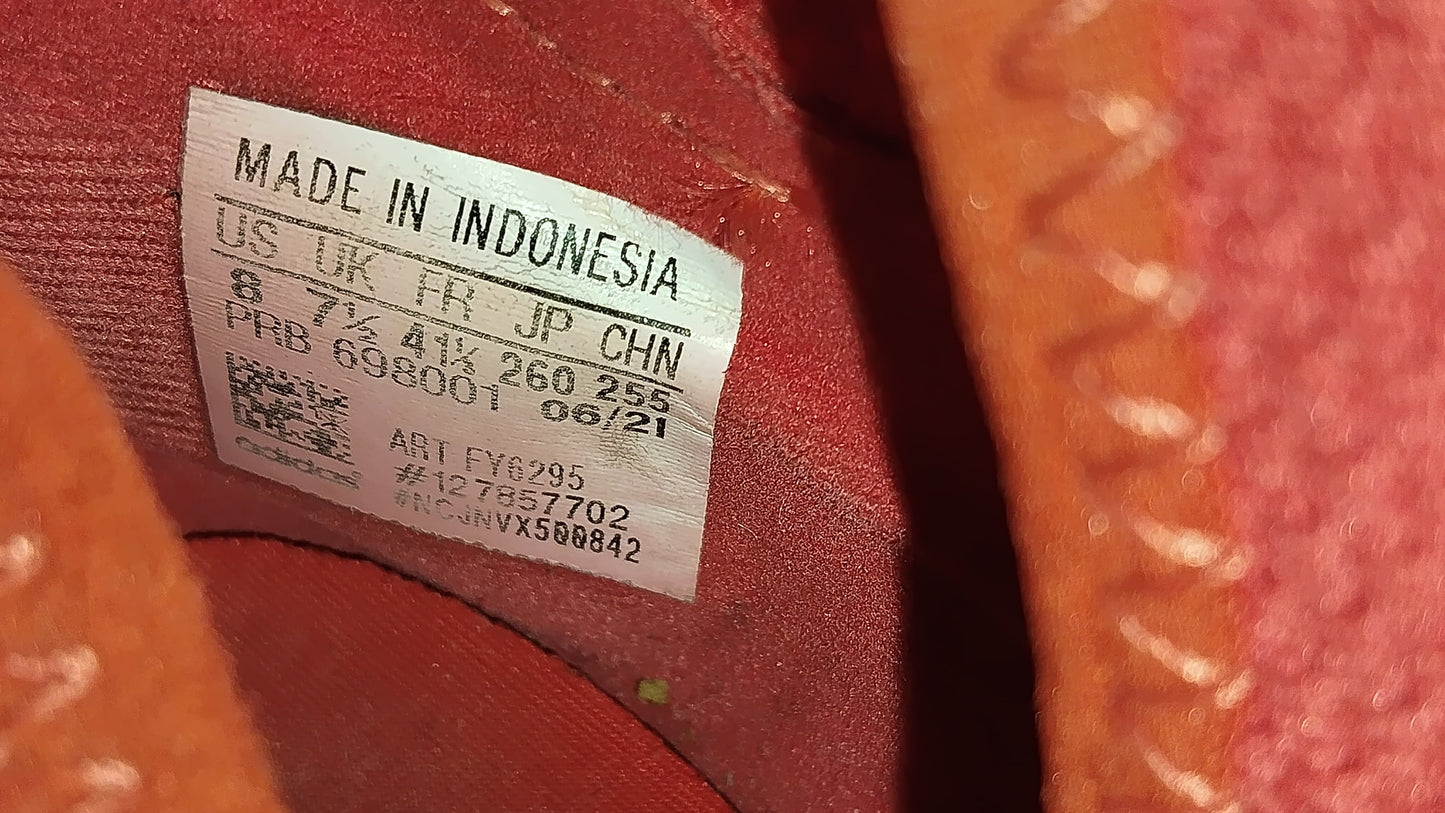 MADE IN INDONESIA
US UK FR JP CHN
8 7½ 41⅓ 260 255
PRB 698001 06/21
ART FY6295
#127857702
#NCJNVX500842
adidas